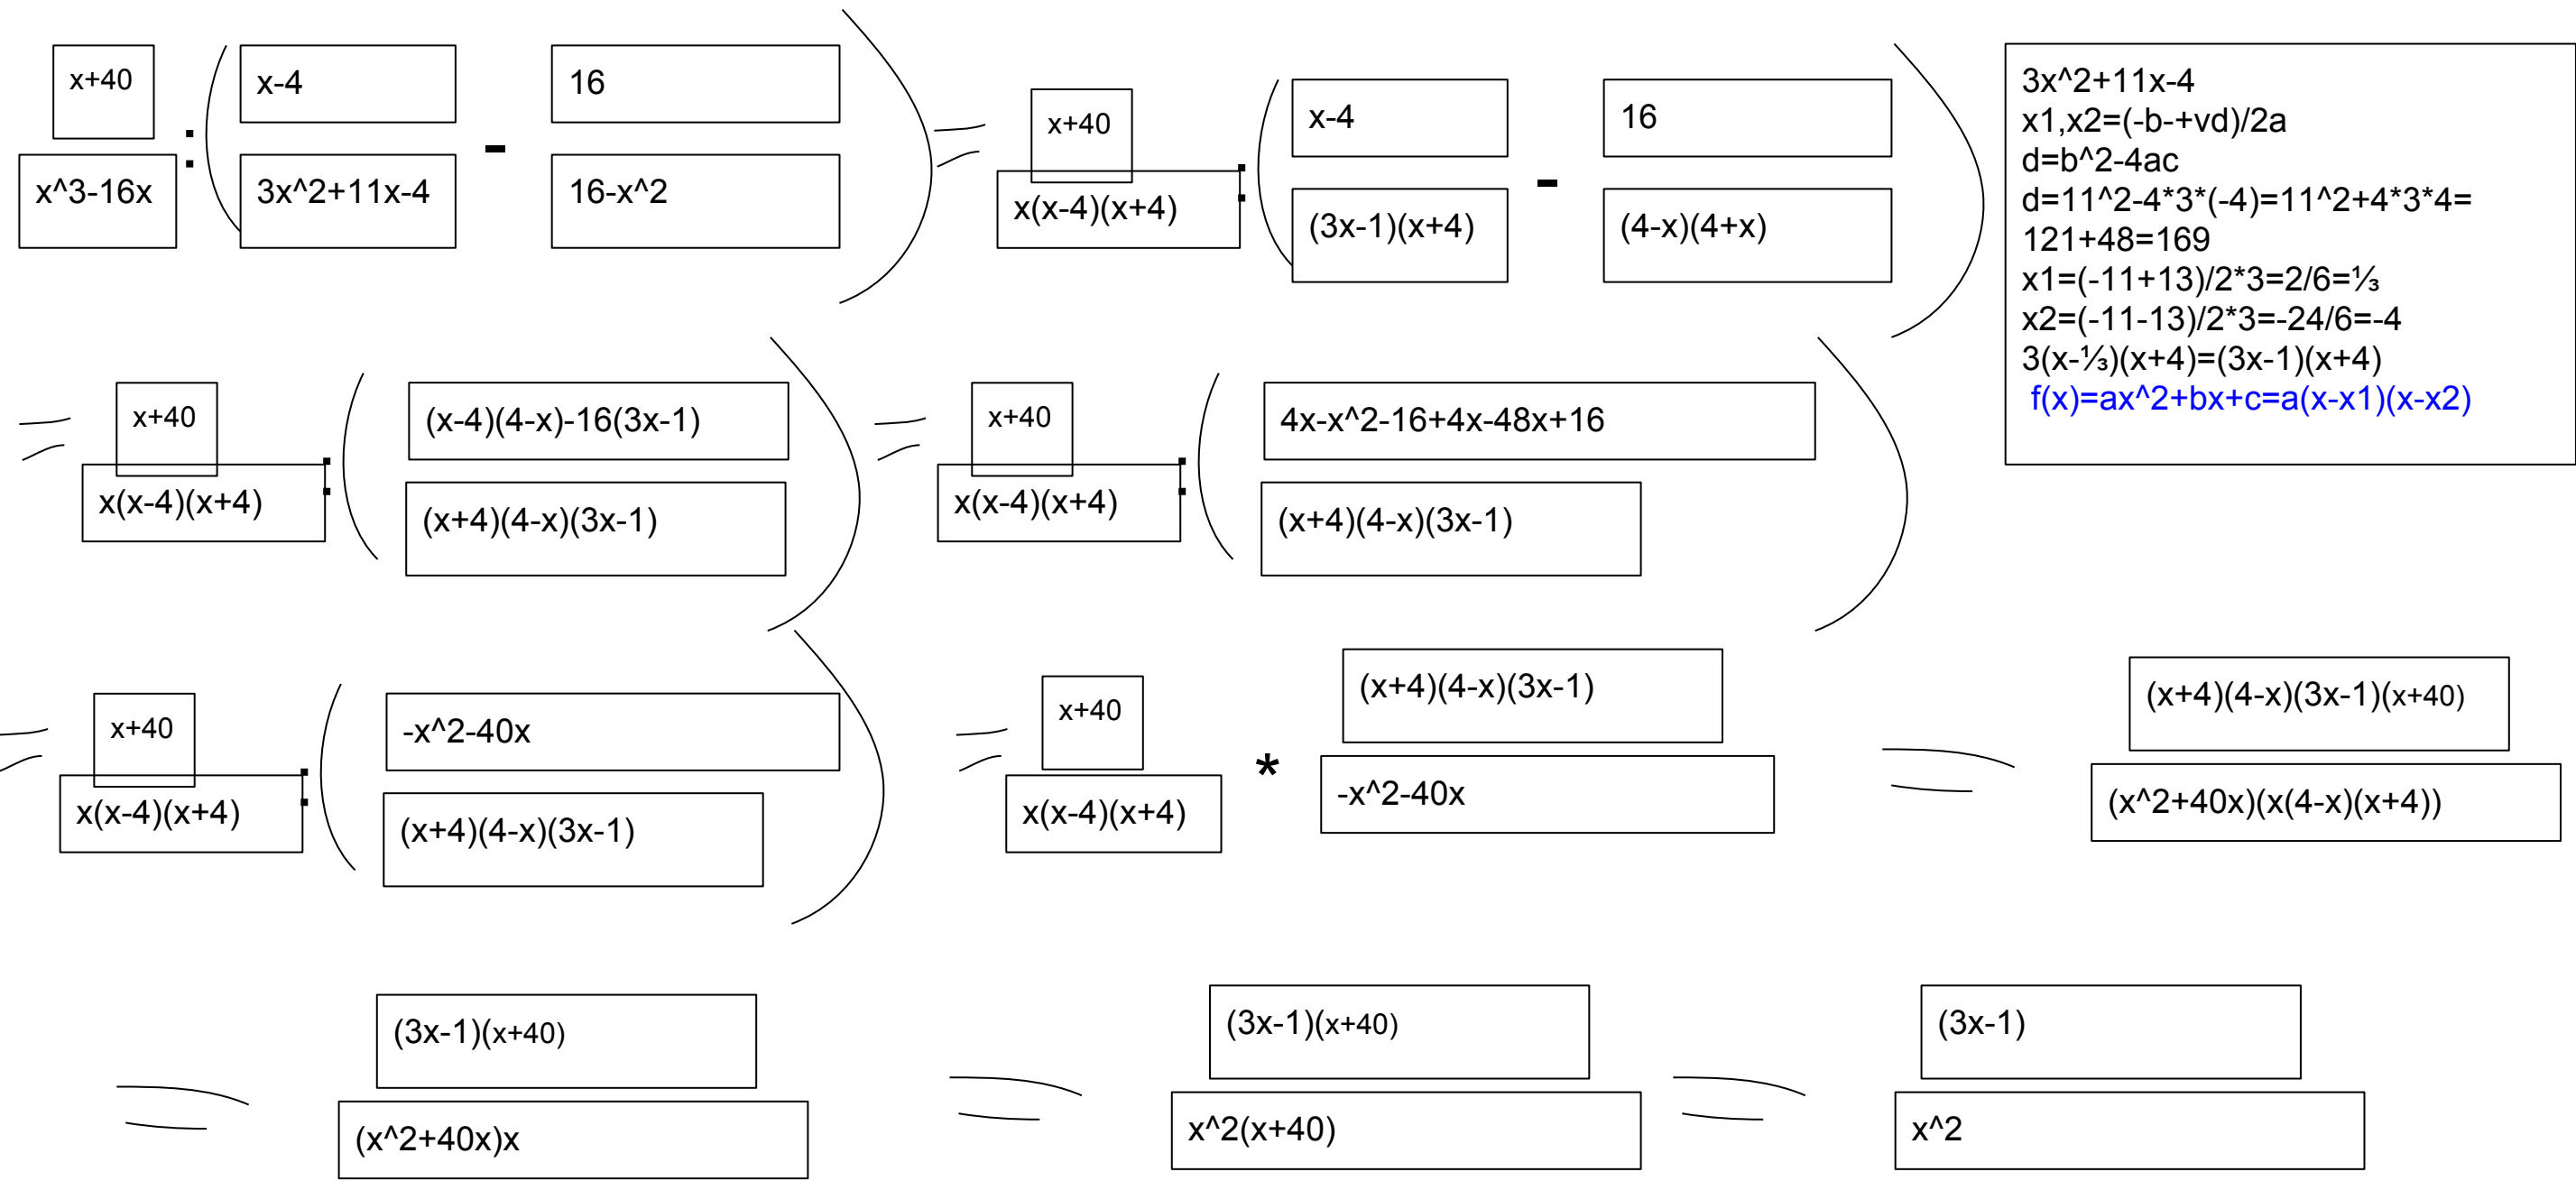 x+40
x^3-16x
:
x-4
3x^2+11x-4
-
16
16-x^2
x+40
x(x-4)(x+4)
:
x-4
(3x-1)(x+4)
-
16
(4-x)(4+x)
3x^2+11x-4
x1,x2=(-b-+vd)/2a
d=b^2-4ac
d=11^2-4*3*(-4)=11^2+4*3*4=
121+48=169
x1=(-11+13)/2*3=2/6=⅓
x2=(-11-13)/2*3=-24/6=-4
3(x-⅓)(x+4)=(3x-1)(x+4)
f(x)=ax^2+bx+c=a(x-x1)(x-x2)
x+40
x(x-4)(x+4)
:
(x-4)(4-x)-16(3x-1)
(x+4)(4-x)(3x-1)
x+40
x(x-4)(x+4)
:
4x-x^2-16+4x-48x+16
(x+4)(4-x)(3x-1)
x+40
x(x-4)(x+4)
:
-x^2-40x
(x+4)(4-x)(3x-1)
x+40
x(x-4)(x+4)
*
(x+4)(4-x)(3x-1)
-x^2-40x
(x+4)(4-x)(3x-1)(x+40)
(x^2+40x)(x(4-x)(x+4))
(3x-1)(x+40)
(x^2+40x)x
(3x-1)(x+40)
x^2(x+40)
(3x-1)
x^2